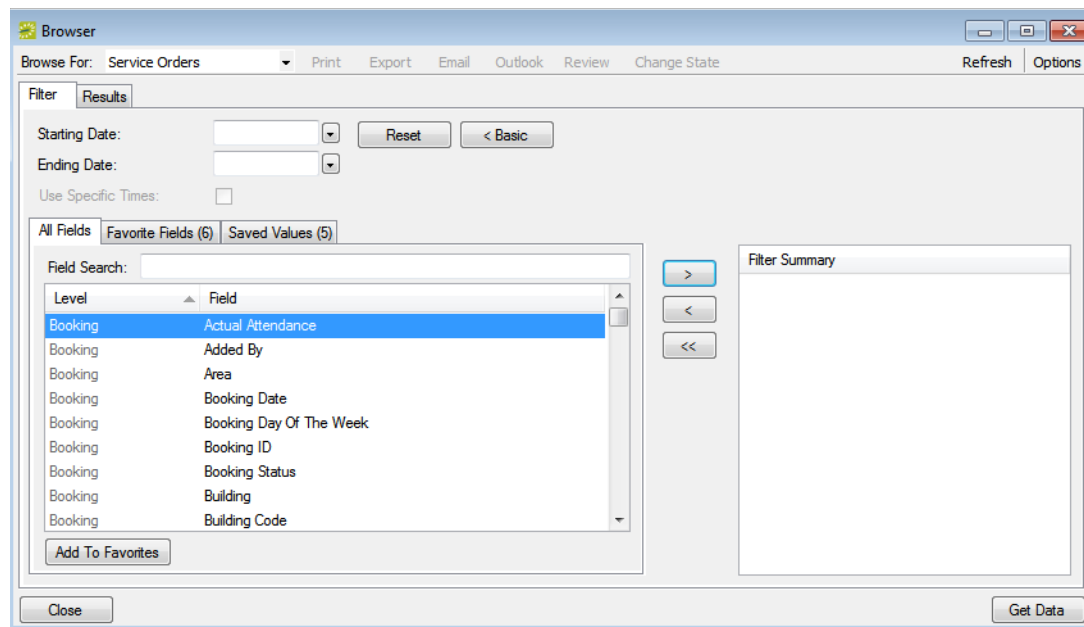 Browser
Browse For: Service Orders Print Export Email Outlook Review Change State Refresh Options
Filter Results
Starting Date: Reset < Basic
Ending Date:
Use Specific Times:
All Fields Favorite Fields (6) Saved Values (5)
Field Search: > Filter Summary
Level Field
<
Booking Actual Attendance
Booking Added By
<<
Booking Area
Booking Booking Date
Booking Booking Day Of The Week
Booking Booking ID
Booking Booking Status
Booking Building
Booking Building Code
Add To Favorites
Close Get Data